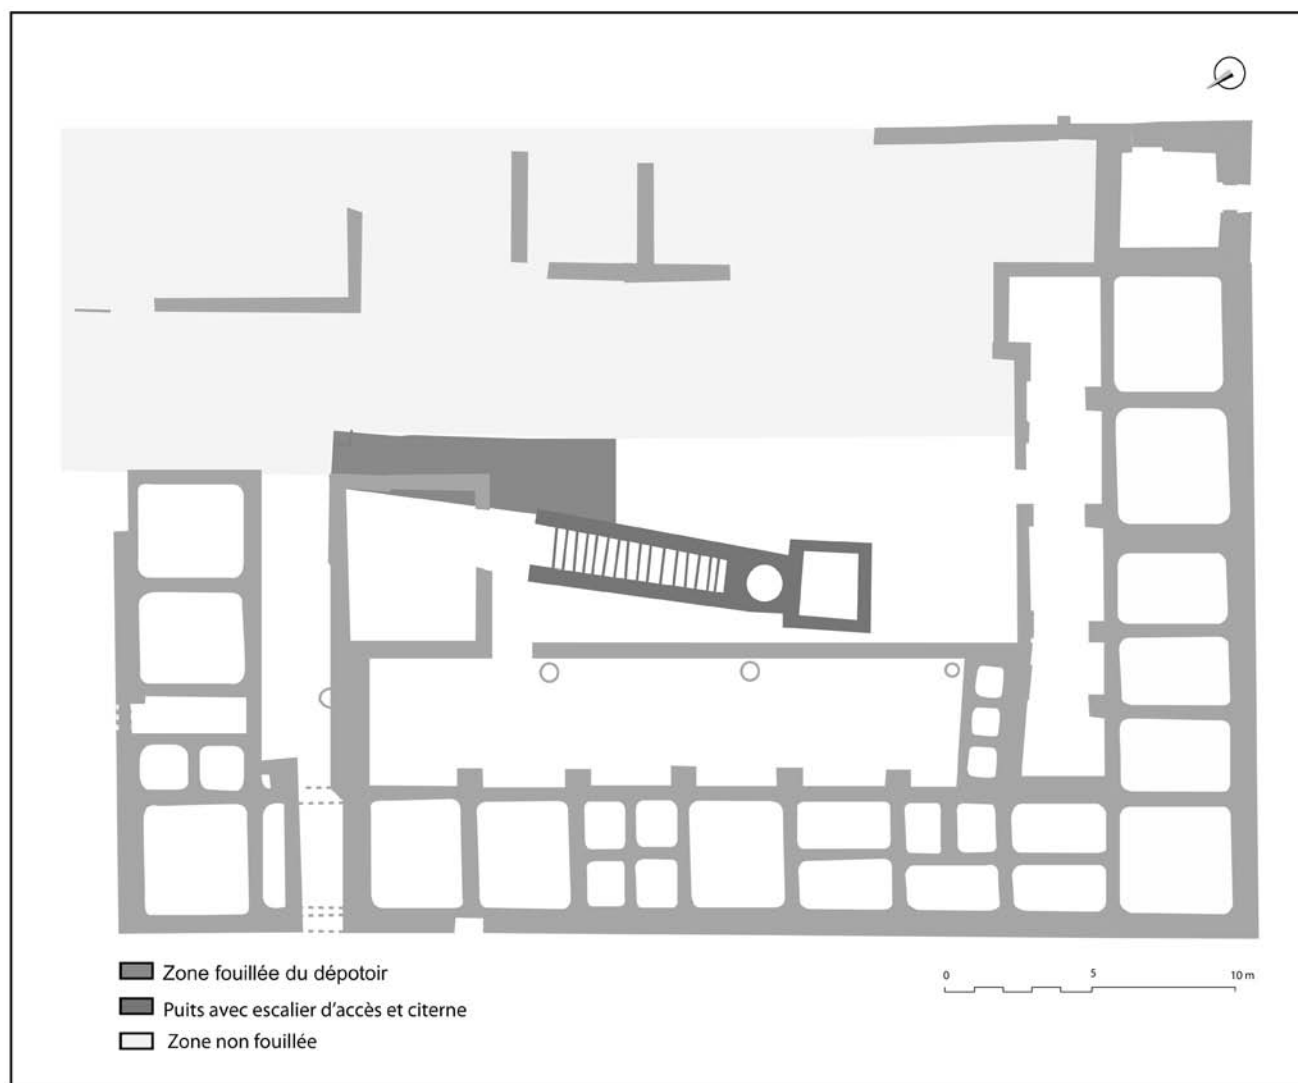 Zone fouillée du dépotoir
Puits avec escalier d'accès et citerne
Zone non fouillée
0 5 10 m